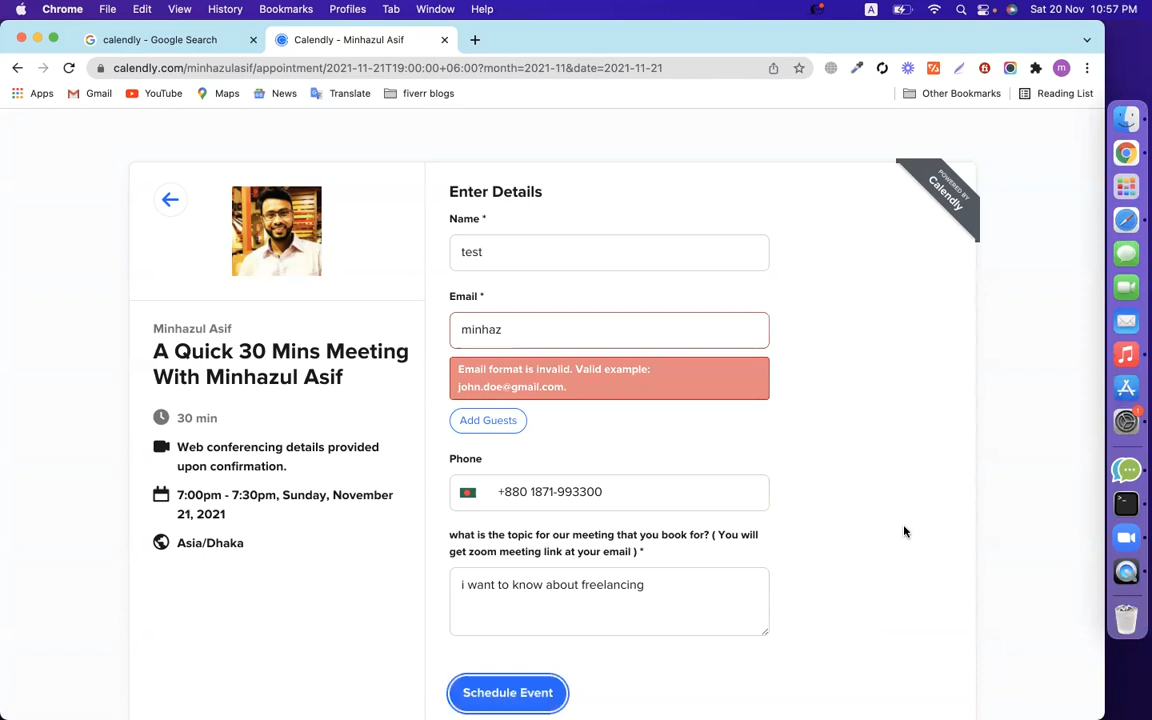 Chrome File Edit View History Bookmarks Profiles Tab Window Help A Sat 20 Nov 10:57 PM
calendly - Google Search Calendly - Minhazul Asif
calendly.com/minhazulasif/appointment/2021-11-21T19:00:00+06:00?month=2021-11&date=2021-11-21 m
Apps Gmail YouTube Maps News Translate fiverr blogs Other Bookmarks Reading List
POWERED BY
Calendly
Minhazul Asif
A Quick 30 Mins Meeting
With Minhazul Asif
30 min
Web conferencing details provided
upon confirmation.
7:00pm - 7:30pm, Sunday, November
21, 2021
Asia/Dhaka
Enter Details
Name *
test
Email *
minhaz
Email format is invalid. Valid example:
john.doe@gmail.com.
Add Guests
Phone
+880 1871-993300
what is the topic for our meeting that you book for? ( You will
get zoom meeting link at your email ) *
i want to know about freelancing
Schedule Event
1